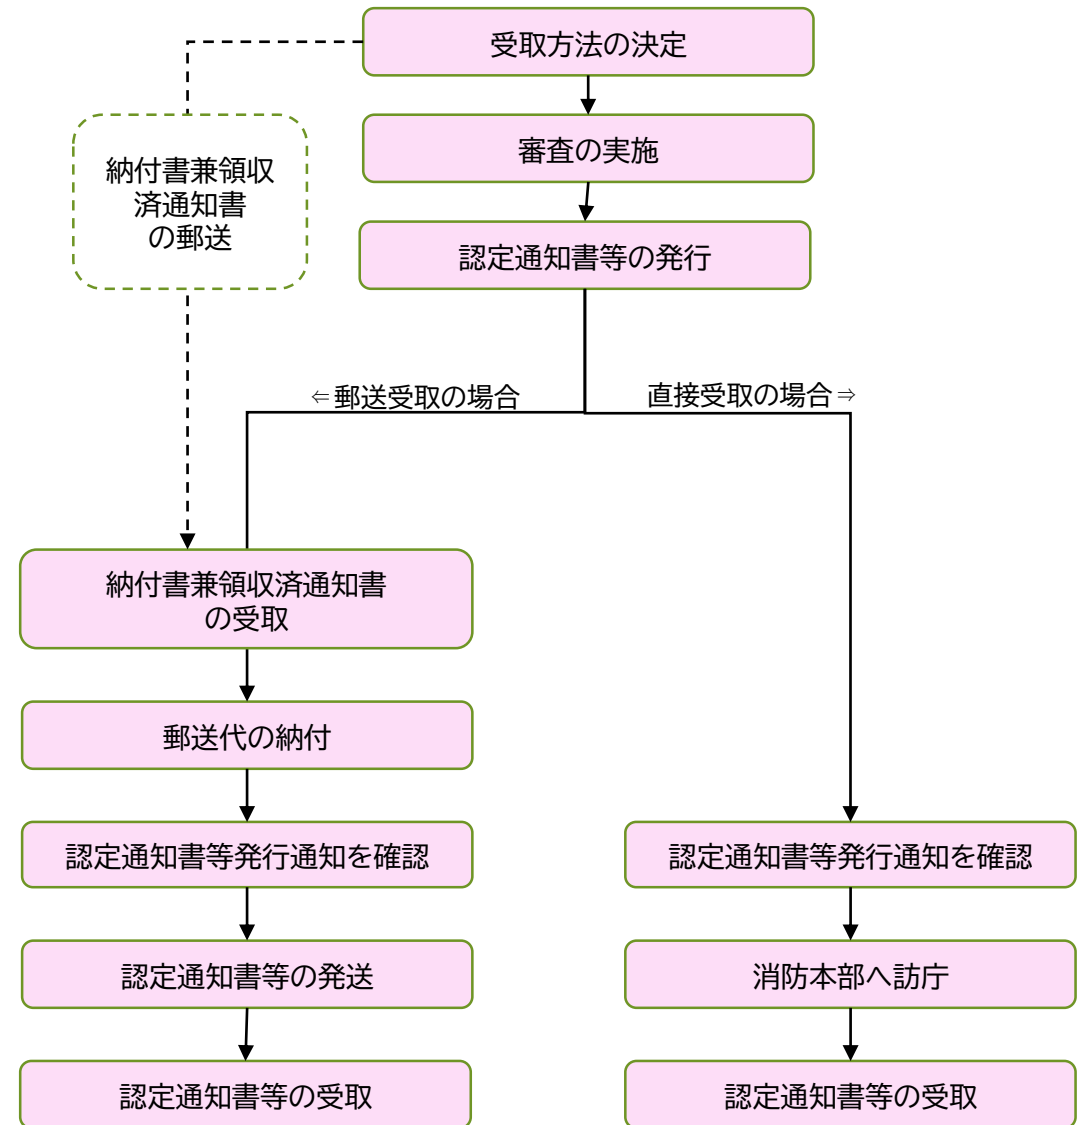 受取方法の決定
審査の実施
納付書兼領収
済通知書
の郵送
認定通知書等の発行
⇐郵送受取の場合
直接受取の場合⇒
納付書兼領収済通知書
の受取
郵送代の納付
認定通知書等発行通知を確認
認定通知書等の発送
認定通知書等の受取
認定通知書等発行通知を確認
消防本部へ訪庁
認定通知書等の受取